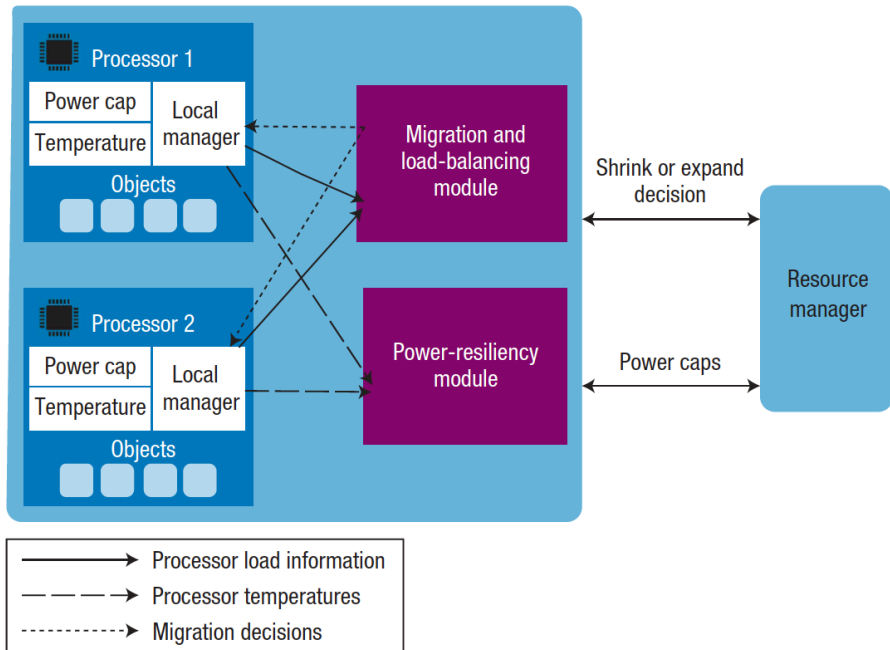 Processor 1
Power cap
Temperature
Local
manager
Objects
Migration and
load-balancing
module
Shrink or expand
decision
Resource
manager
Processor 2
Power cap
Temperature
Local
manager
Objects
Power-resiliency
module
Power caps
Processor load information
Processor temperatures
Migration decisions